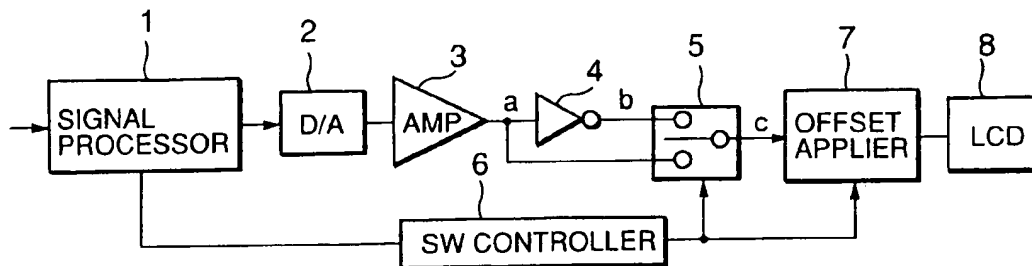 1
2
3
4
5
7
8
SIGNAL
PROCESSOR
D/A
AMP
a
b
c
OFFSET
APPLIER
LCD
6
SW CONTROLLER